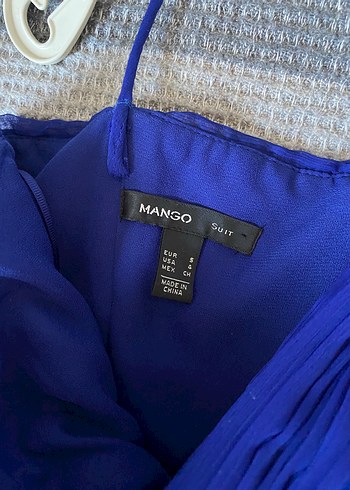 MANGO SUIT
EUR S
USA 4
MEX CH
MADE IN
CHINA